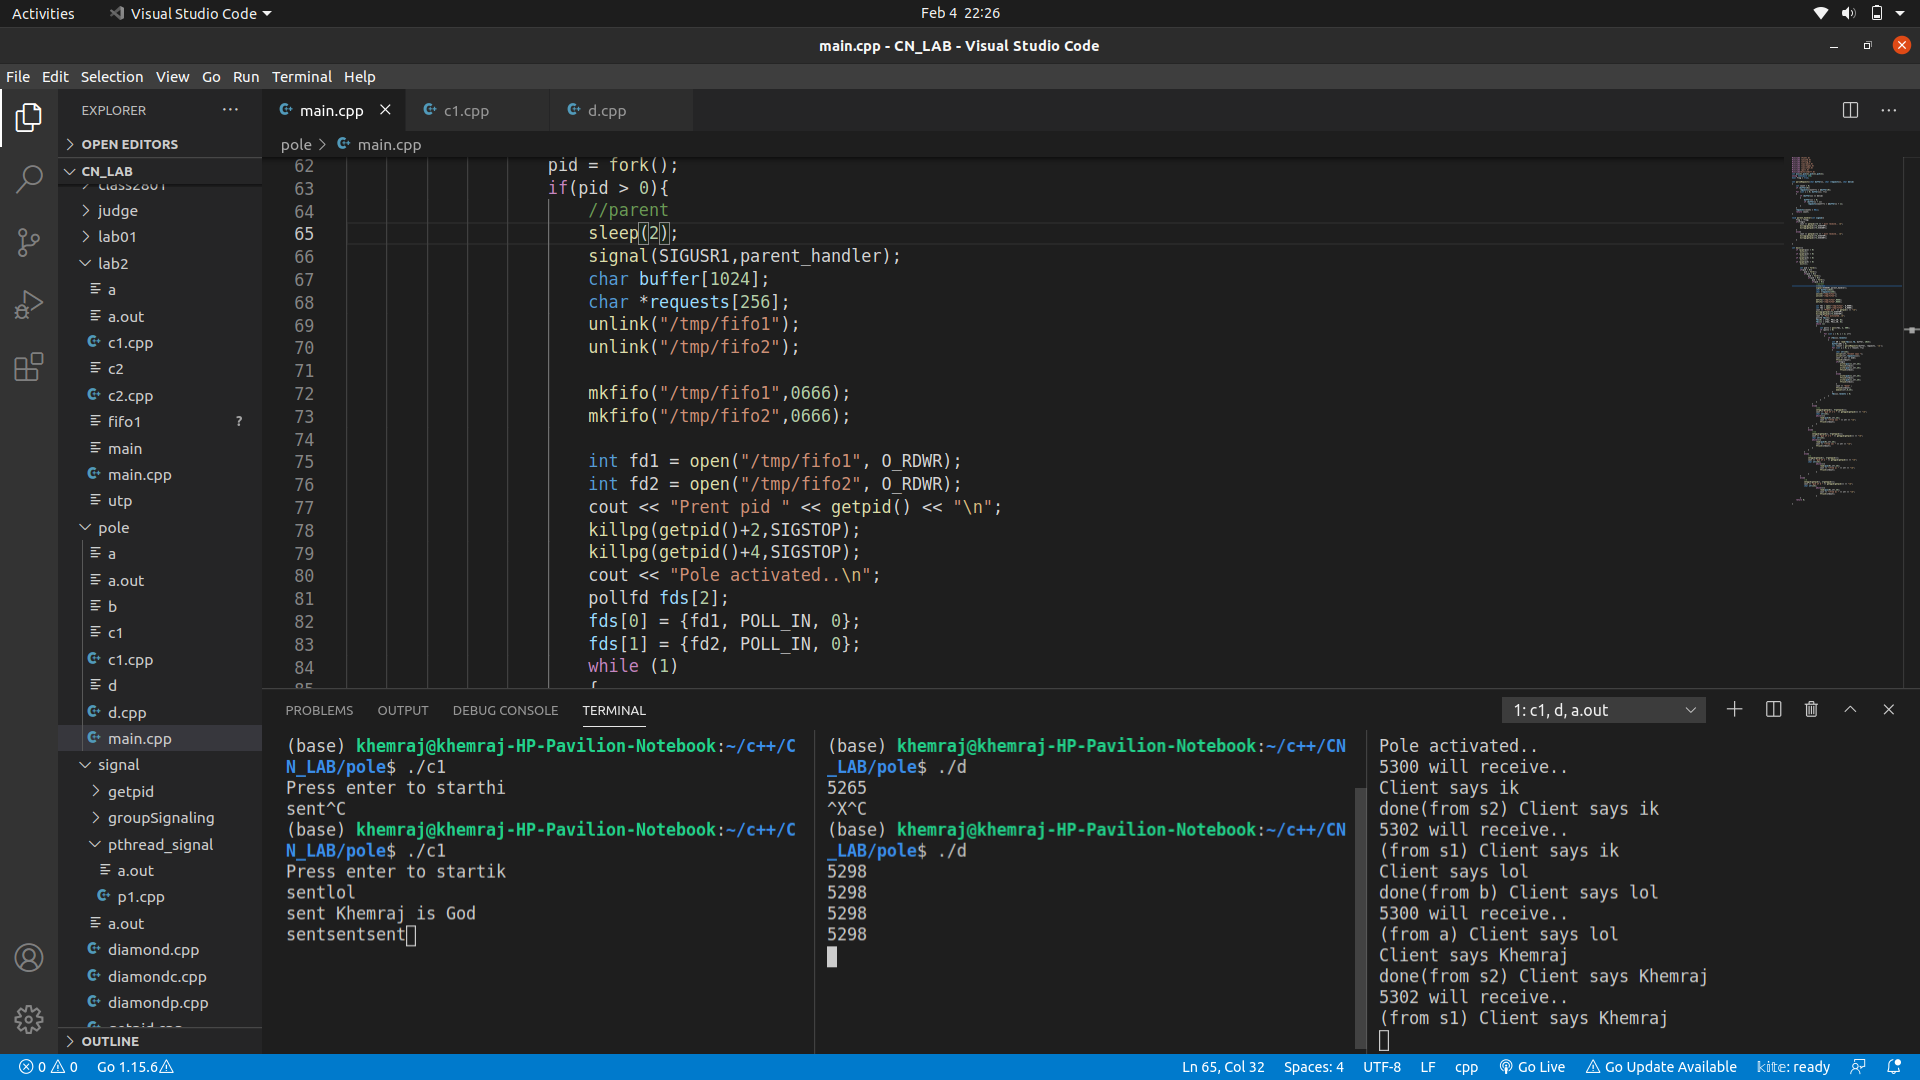 Activities
Visual Studio Code
Feb 4 22:26
main.cpp - CN_LAB - Visual Studio Code
File Edit Selection View Go Run Terminal Help
EXPLORER
OPEN EDITORS
CN_LAB
class2801
judge
lab01
lab2
a
a.out
c1.cpp
c2
c2.cpp
fifo1 ?
main
main.cpp
utp
pole
a
a.out
b
c1
c1.cpp
d
d.cpp
main.cpp
signal
getpid
groupSignaling
pthread_signal
a.out
p1.cpp
a.out
diamond.cpp
diamondc.cpp
diamondp.cpp
getpid.cpp
OUTLINE
main.cpp
c1.cpp
d.cpp
pole > main.cpp
62 pid = fork();
63 if(pid > 0){
64 //parent
65 sleep(2);
66 signal(SIGUSR1,parent_handler);
67 char buffer[1024];
68 char *requests[256];
69 unlink("/tmp/fifo1");
70 unlink("/tmp/fifo2");
71
72 mkfifo("/tmp/fifo1",0666);
73 mkfifo("/tmp/fifo2",0666);
74
75 int fd1 = open("/tmp/fifo1", O_RDWR);
76 int fd2 = open("/tmp/fifo2", O_RDWR);
77 cout << "Prent pid " << getpid() << "\n";
78 killpg(getpid()+2,SIGSTOP);
79 killpg(getpid()+4,SIGSTOP);
80 cout << "Pole activated..\n";
81 pollfd fds[2];
82 fds[0] = {fd1, POLL_IN, 0};
83 fds[1] = {fd2, POLL_IN, 0};
84 while (1)
85 {
PROBLEMS OUTPUT DEBUG CONSOLE TERMINAL
1: c1, d, a.out
(base) khemraj@khemraj-HP-Pavilion-Notebook:~/c++/C
N_LAB/pole$ ./c1
Press enter to starthi
sent^C
(base) khemraj@khemraj-HP-Pavilion-Notebook:~/c++/C
N_LAB/pole$ ./c1
Press enter to startik
sentlol
sent Khemraj is God
sentsentsent
(base) khemraj@khemraj-HP-Pavilion-Notebook:~/c++/CN
_LAB/pole$ ./d
5265
^X^C
(base) khemraj@khemraj-HP-Pavilion-Notebook:~/c++/CN
_LAB/pole$ ./d
5298
5298
5298
5298
Pole activated..
5300 will receive..
Client says ik
done(from s2) Client says ik
5302 will receive..
(from s1) Client says ik
Client says lol
done(from b) Client says lol
5300 will receive..
(from a) Client says lol
Client says Khemraj
done(from s2) Client says Khemraj
5302 will receive..
(from s1) Client says Khemraj
0 0 Go 1.15.6
Ln 65, Col 32 Spaces: 4 UTF-8 LF cpp Go Live Go Update Available kite: ready